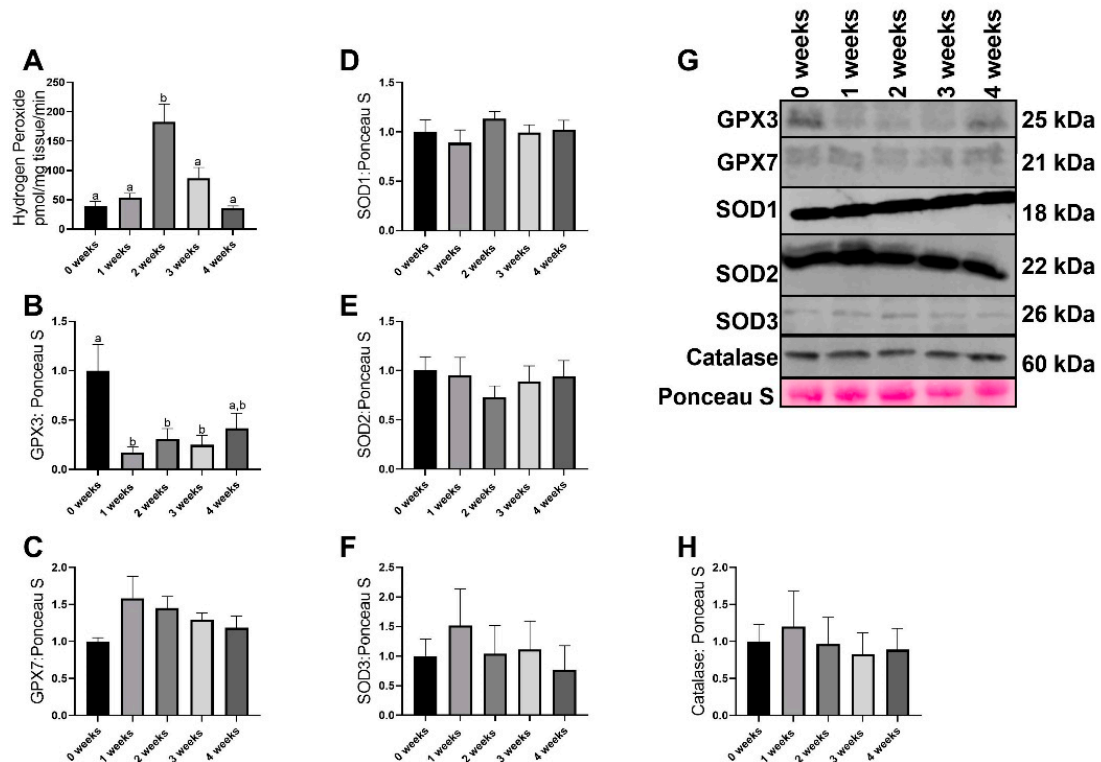 A
Hydrogen Peroxide
pmol/mg tissue/min
250
200
150
100
50
0
a
a
b
a
a
0 weeks
1 weeks
2 weeks
3 weeks
4 weeks
B
GPX3: Ponceau S
1.5
1.0
0.5
0.0
a
b
b
b
a,b
0 weeks
1 weeks
2 weeks
3 weeks
4 weeks
C
GPX7:Ponceau S
2.0
1.5
1.0
0.5
0.0
0 weeks
1 weeks
2 weeks
3 weeks
4 weeks
D
SOD1:Ponceau S
1.5
1.0
0.5
0.0
0 weeks
1 weeks
2 weeks
3 weeks
4 weeks
E
SOD2:Ponceau S
1.5
1.0
0.5
0.0
0 weeks
1 weeks
2 weeks
3 weeks
4 weeks
F
SOD3:Ponceau S
2.5
2.0
1.5
1.0
0.5
0.0
0 weeks
1 weeks
2 weeks
3 weeks
4 weeks
G
0 weeks
1 weeks
2 weeks
3 weeks
4 weeks
GPX3 25 kDa
GPX7 21 kDa
SOD1 18 kDa
SOD2 22 kDa
SOD3 26 kDa
Catalase 60 kDa
Ponceau S
H
Catalase: Ponceau S
2.0
1.5
1.0
0.5
0.0
0 weeks
1 weeks
2 weeks
3 weeks
4 weeks